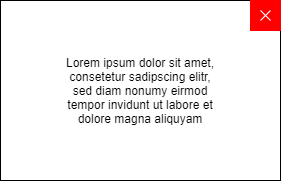 Lorem ipsum dolor sit amet,
consetetur sadipscing elitr,
sed diam nonumy eirmod
tempor invidunt ut labore et
dolore magna aliquyam